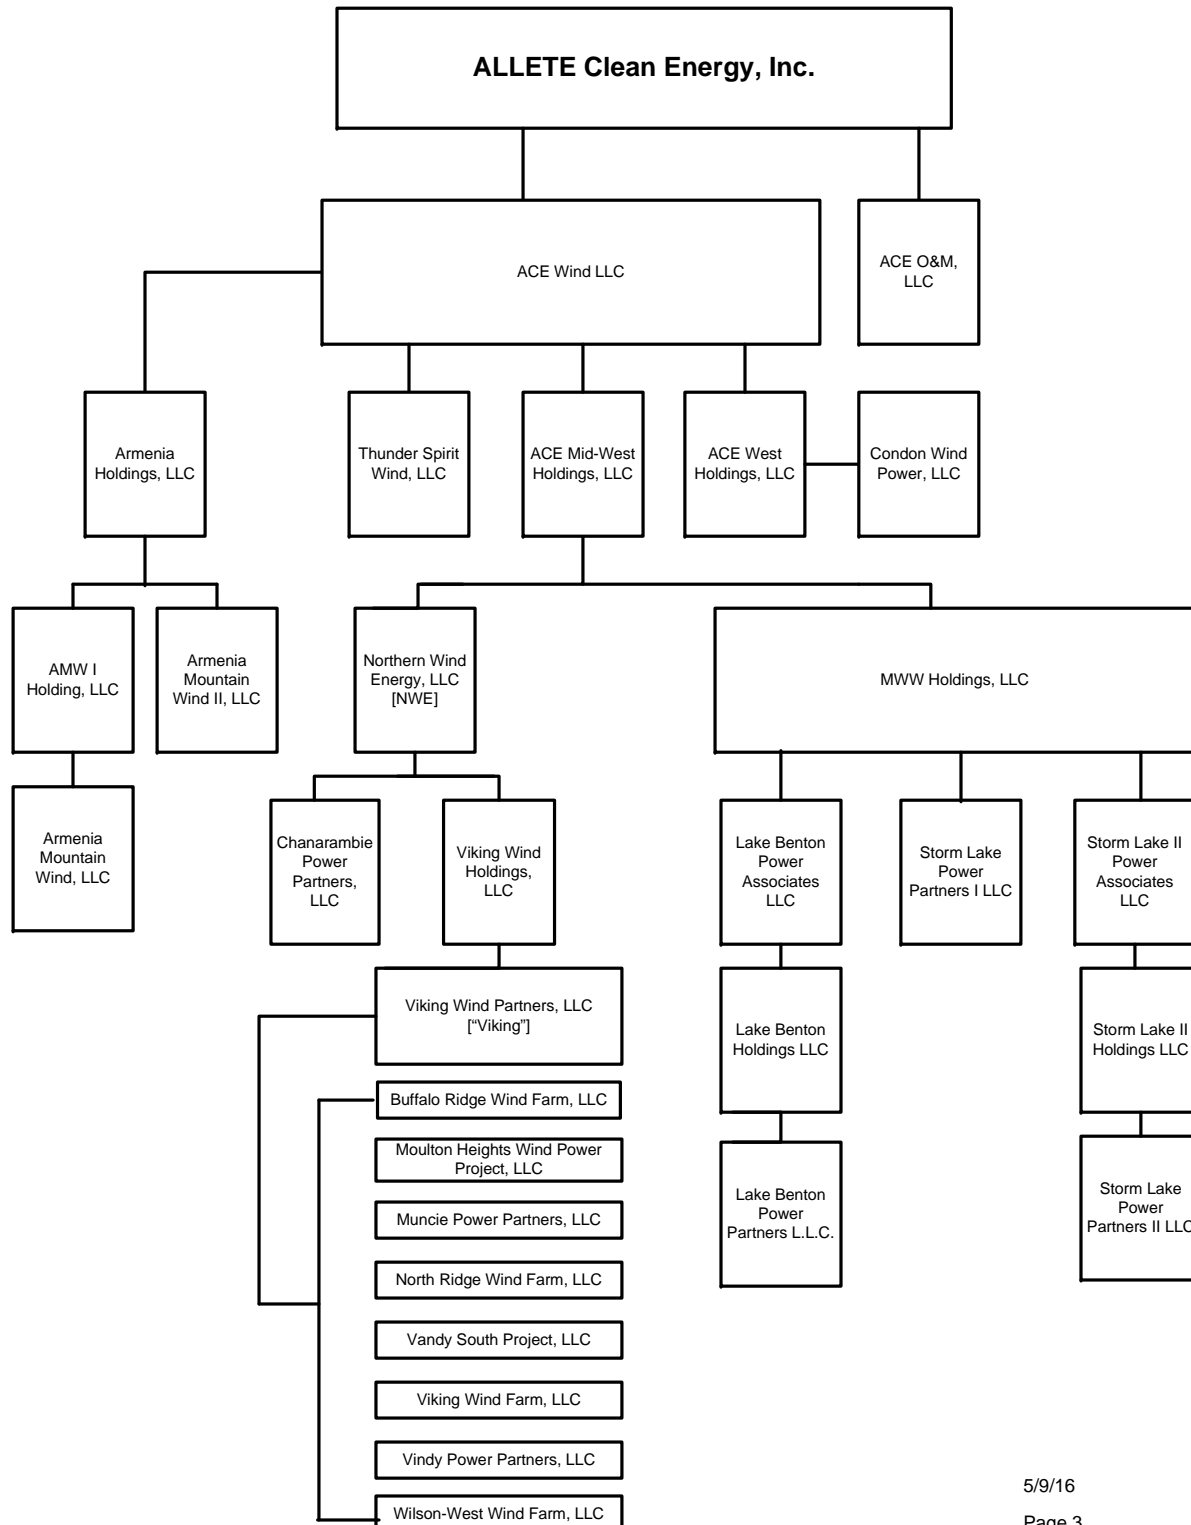 ALLETE Clean Energy, Inc.
ACE Wind LLC
ACE O&M,
LLC
Armenia
Holdings, LLC
Thunder Spirit
Wind, LLC
ACE Mid-West
Holdings, LLC
ACE West
Holdings, LLC
Condon Wind
Power, LLC
AMW I
Holding, LLC
Armenia
Mountain
Wind II, LLC
Northern Wind
Energy, LLC
[NWE]
MWW Holdings, LLC
Armenia
Mountain
Wind, LLC
Chanarambie
Power
Partners,
LLC
Viking Wind
Holdings,
LLC
Lake Benton
Power
Associates
LLC
Storm Lake
Power
Partners I LLC
Storm Lake II
Power
Associates
LLC
Viking Wind Partners, LLC
["Viking"]
Lake Benton
Holdings LLC
Storm Lake II
Holdings LLC
Buffalo Ridge Wind Farm, LLC
Moulton Heights Wind Power
Project, LLC
Muncie Power Partners, LLC
North Ridge Wind Farm, LLC
Vandy South Project, LLC
Viking Wind Farm, LLC
Vindy Power Partners, LLC
Wilson-West Wind Farm, LLC
Lake Benton
Power
Partners L.L.C.
Storm Lake
Power
Partners II LLC
5/9/16
Page 3